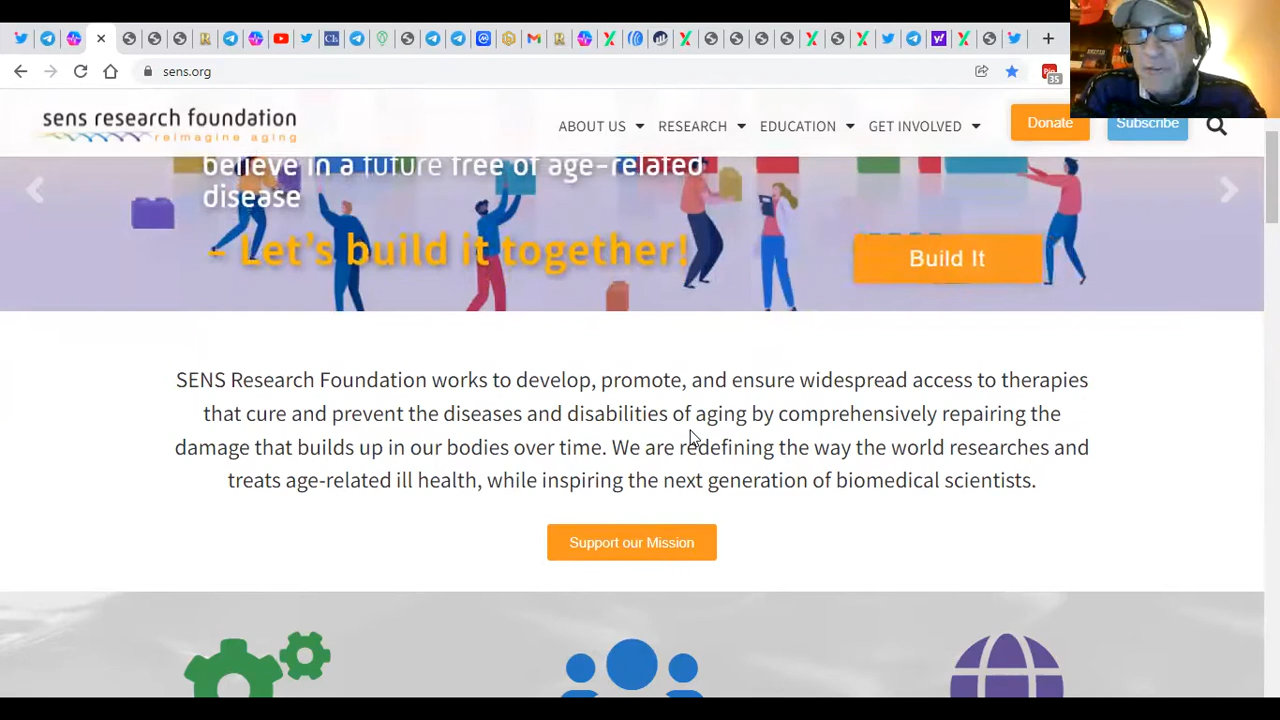 sens.org
35
sens research foundation
reimagine aging
ABOUT US
RESEARCH
EDUCATION
GET INVOLVED
Donate
Subscribe
believe in a future free of age-related
disease
- Let's build it together!
Build It
SENS Research Foundation works to develop, promote, and ensure widespread access to therapies
that cure and prevent the diseases and disabilities of aging by comprehensively repairing the
damage that builds up in our bodies over time. We are redefining the way the world researches and
treats age-related ill health, while inspiring the next generation of biomedical scientists.
Support our Mission